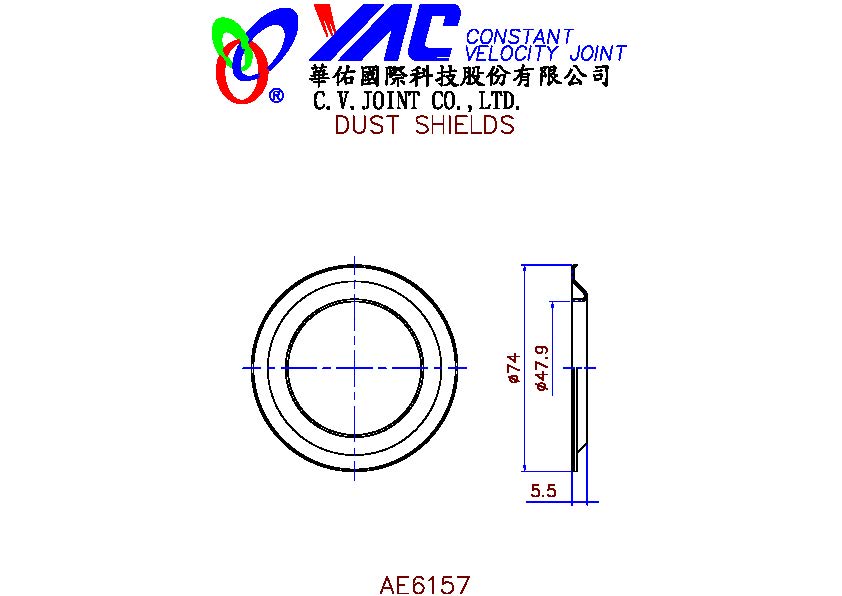 YAC CONSTANT
VELOCITY JOINT
®
華佑國際科技股份有限公司
C.V.JOINT CO.,LTD.
DUST SHIELDS
ø74
ø47.9
5.5
AE6157